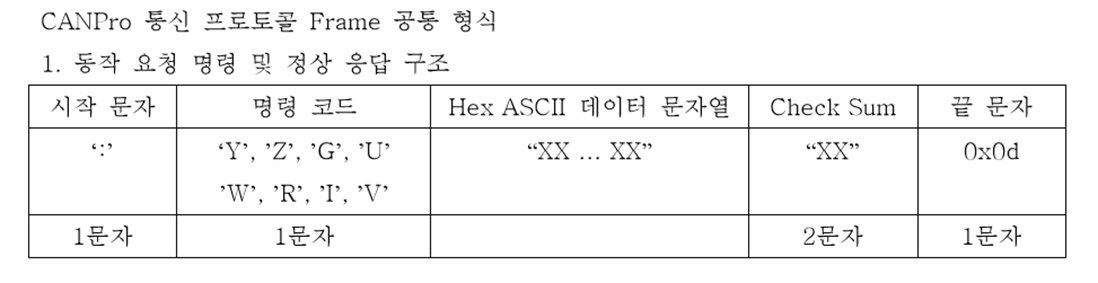 CANPro 통신 프로토콜 Frame 공통 형식
1. 동작 요청 명령 및 정상 응답 구조
시작 문자 명령 코드 Hex ASCII 데이터 문자열 Check Sum 끝 문자
‘:’ ‘Y’, ’Z’, ’G’, ’U’ “XX ... XX” “XX” 0x0d
’W’, ’R’, ’I’, ’V’
1문자 1문자 2문자 1문자